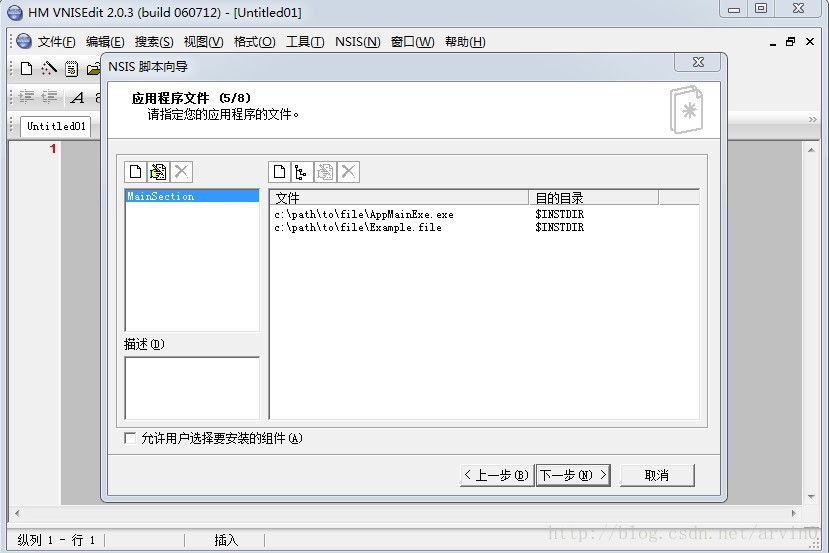 HM VNISEdit 2.0.3 (build 060712) - [Untitled01]
文件(F) 编辑(E) 搜索(S) 视图(V) 格式(O) 工具(T) NSIS(N) 窗口(W) 帮助(H)
NSIS 脚本向导
应用程序文件 (5/8)
请指定您的应用程序的文件。
Untitled01
1
MainSection
文件 目的目录
c:\path\to\file\AppMainExe.exe $INSTDIR
c:\path\to\file\Example.file $INSTDIR
描述(D)
允许用户选择要安装的组件(A)
< 上一步(B) 下一步(N) > 取消
纵列 1 - 行 1 插入
http://blog.csdn.net/arvin0